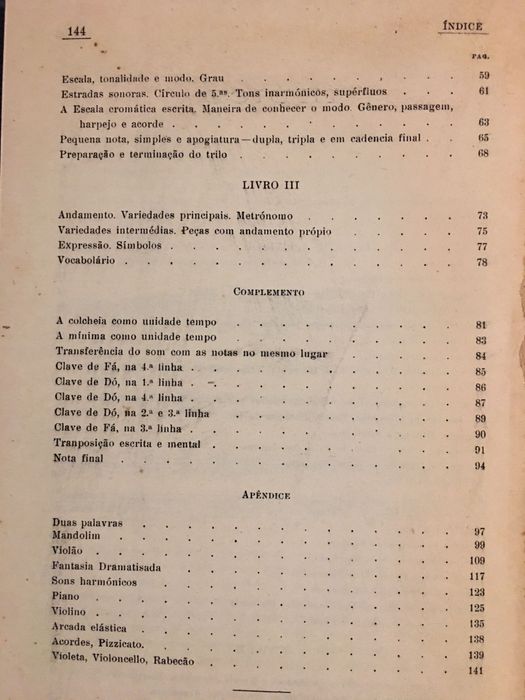 144 ÍNDICE
PAG.
Escala, tonalidade e modo. Grau . . . . . . . . 59
Estradas sonoras. Circulo de 5.as. Tons inarmónicos, supérfluos . . . 61
A Escala cromática escrita. Maneira de conhecer o modo. Gênero, passagem,
harpejo e acorde . . . . . . . . . . 63
Pequena nota, simples e apogiatura—dupla, tripla e em cadencia final . . 65
Preparação e terminação do trilo . . . . . . . . 68
LIVRO III
Andamento. Variedades principais. Metrónomo . . . . . . 73
Variedades intermédias. Peças com andamento própio . . . . . 75
Expressão. Símbolos . . . . . . . . . . . 77
Vocabolário . . . . . . . . . . . . . 78
COMPLEMENTO
A colcheia como unidade tempo . . . . . . . . . 81
A mínima como unidade tempo . . . . . . . . . 83
Transferência do som com as notas no mesmo lugar . . . . . 84
Clave de Fá, na 4.ª linha . . . . . . . . . . 85
Clave de Dó, na 1.ª linha . . . . . . . . . . 86
Clave de Dó, na 4.ª linha . . . . . . . . . . 87
Clave de Dó, na 2.ª e 3.ª linha . . . . . . . . . 89
Clave de Fá, na 3.ª linha . . . . . . . . . . 90
Tranposição escrita e mental . . . . . . . . . . 91
Nota final . . . . . . . . . . . . . 94
APÊNDICE
Duas palavras . . . . . . . . . . . . 97
Mandolim . . . . . . . . . . . . . 99
Violão . . . . . . . . . . . . . . 109
Fantasia Dramatisada . . . . . . . . . . 117
Sons harmónicos . . . . . . . . . . . 123
Piano . . . . . . . . . . . . . . 125
Violino . . . . . . . . . . . . . . 135
Arcada elástica . . . . . . . . . . . . 138
Acordes, Pizzicato. . . . . . . . . . . . 139
Violeta, Violoncello, Rabecão . . . . . . . . . 141